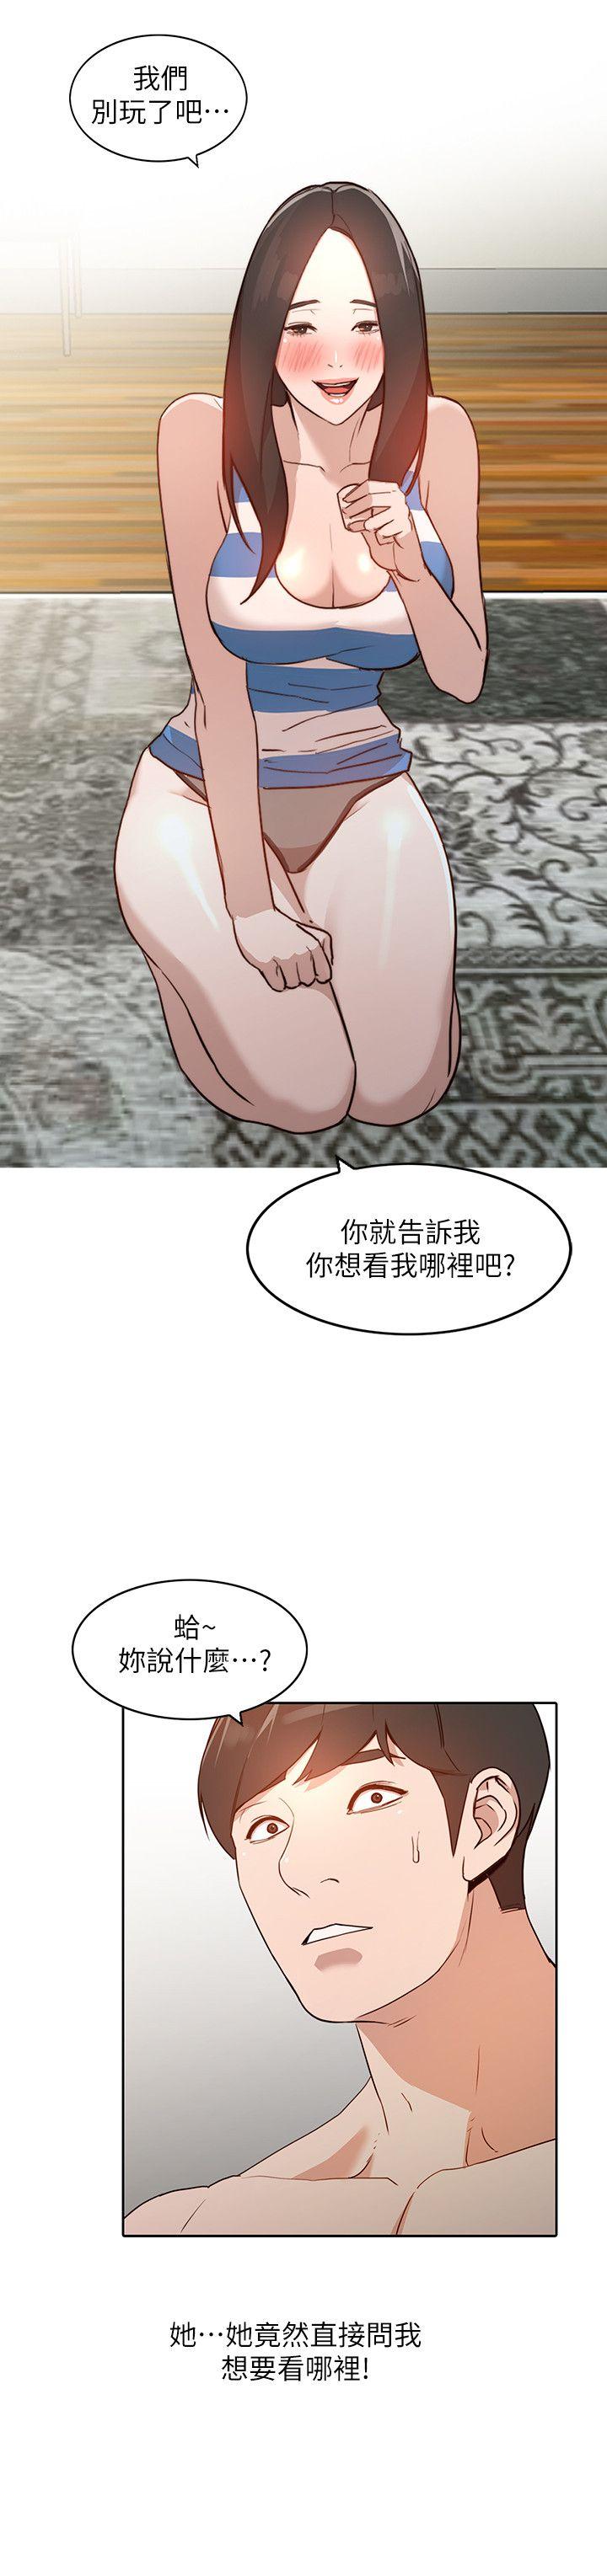 我們
別玩了吧⋯
你就告訴我
你想看我哪裡吧?
蛤~
妳說什麼⋯?
她⋯她竟然直接問我
想要看哪裡!